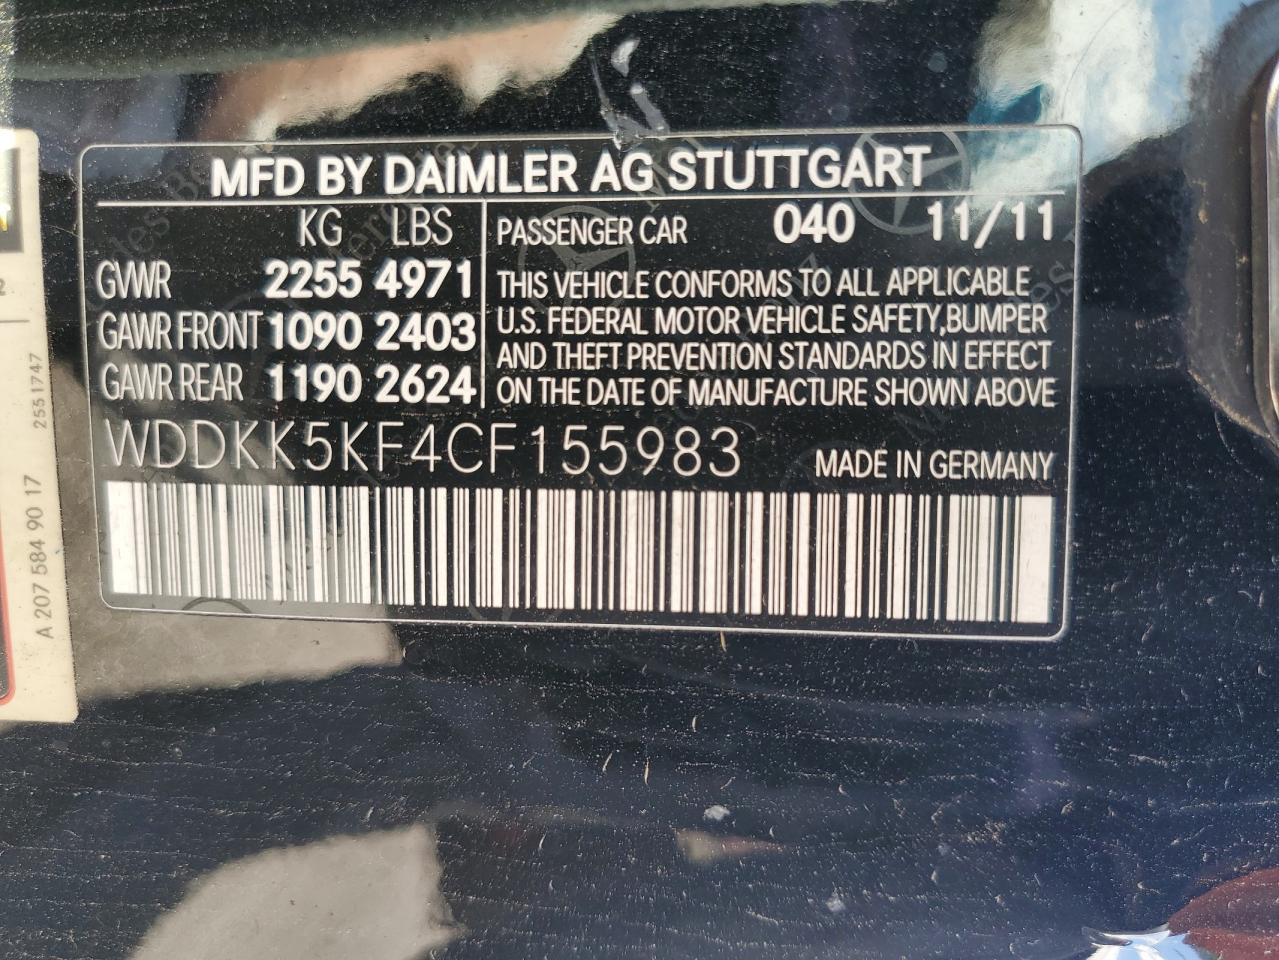 MFD BY DAIMLER AG STUTTGART
KG LBS
GVWR 2255 4971
GAWR FRONT 1090 2403
GAWR REAR 1190 2624
PASSENGER CAR 040 11/11
THIS VEHICLE CONFORMS TO ALL APPLICABLE
U.S. FEDERAL MOTOR VEHICLE SAFETY,BUMPER
AND THEFT PREVENTION STANDARDS IN EFFECT
ON THE DATE OF MANUFACTURE SHOWN ABOVE
WDDKK5KF4CF155983 MADE IN GERMANY
A 207 584 90 17 2551747